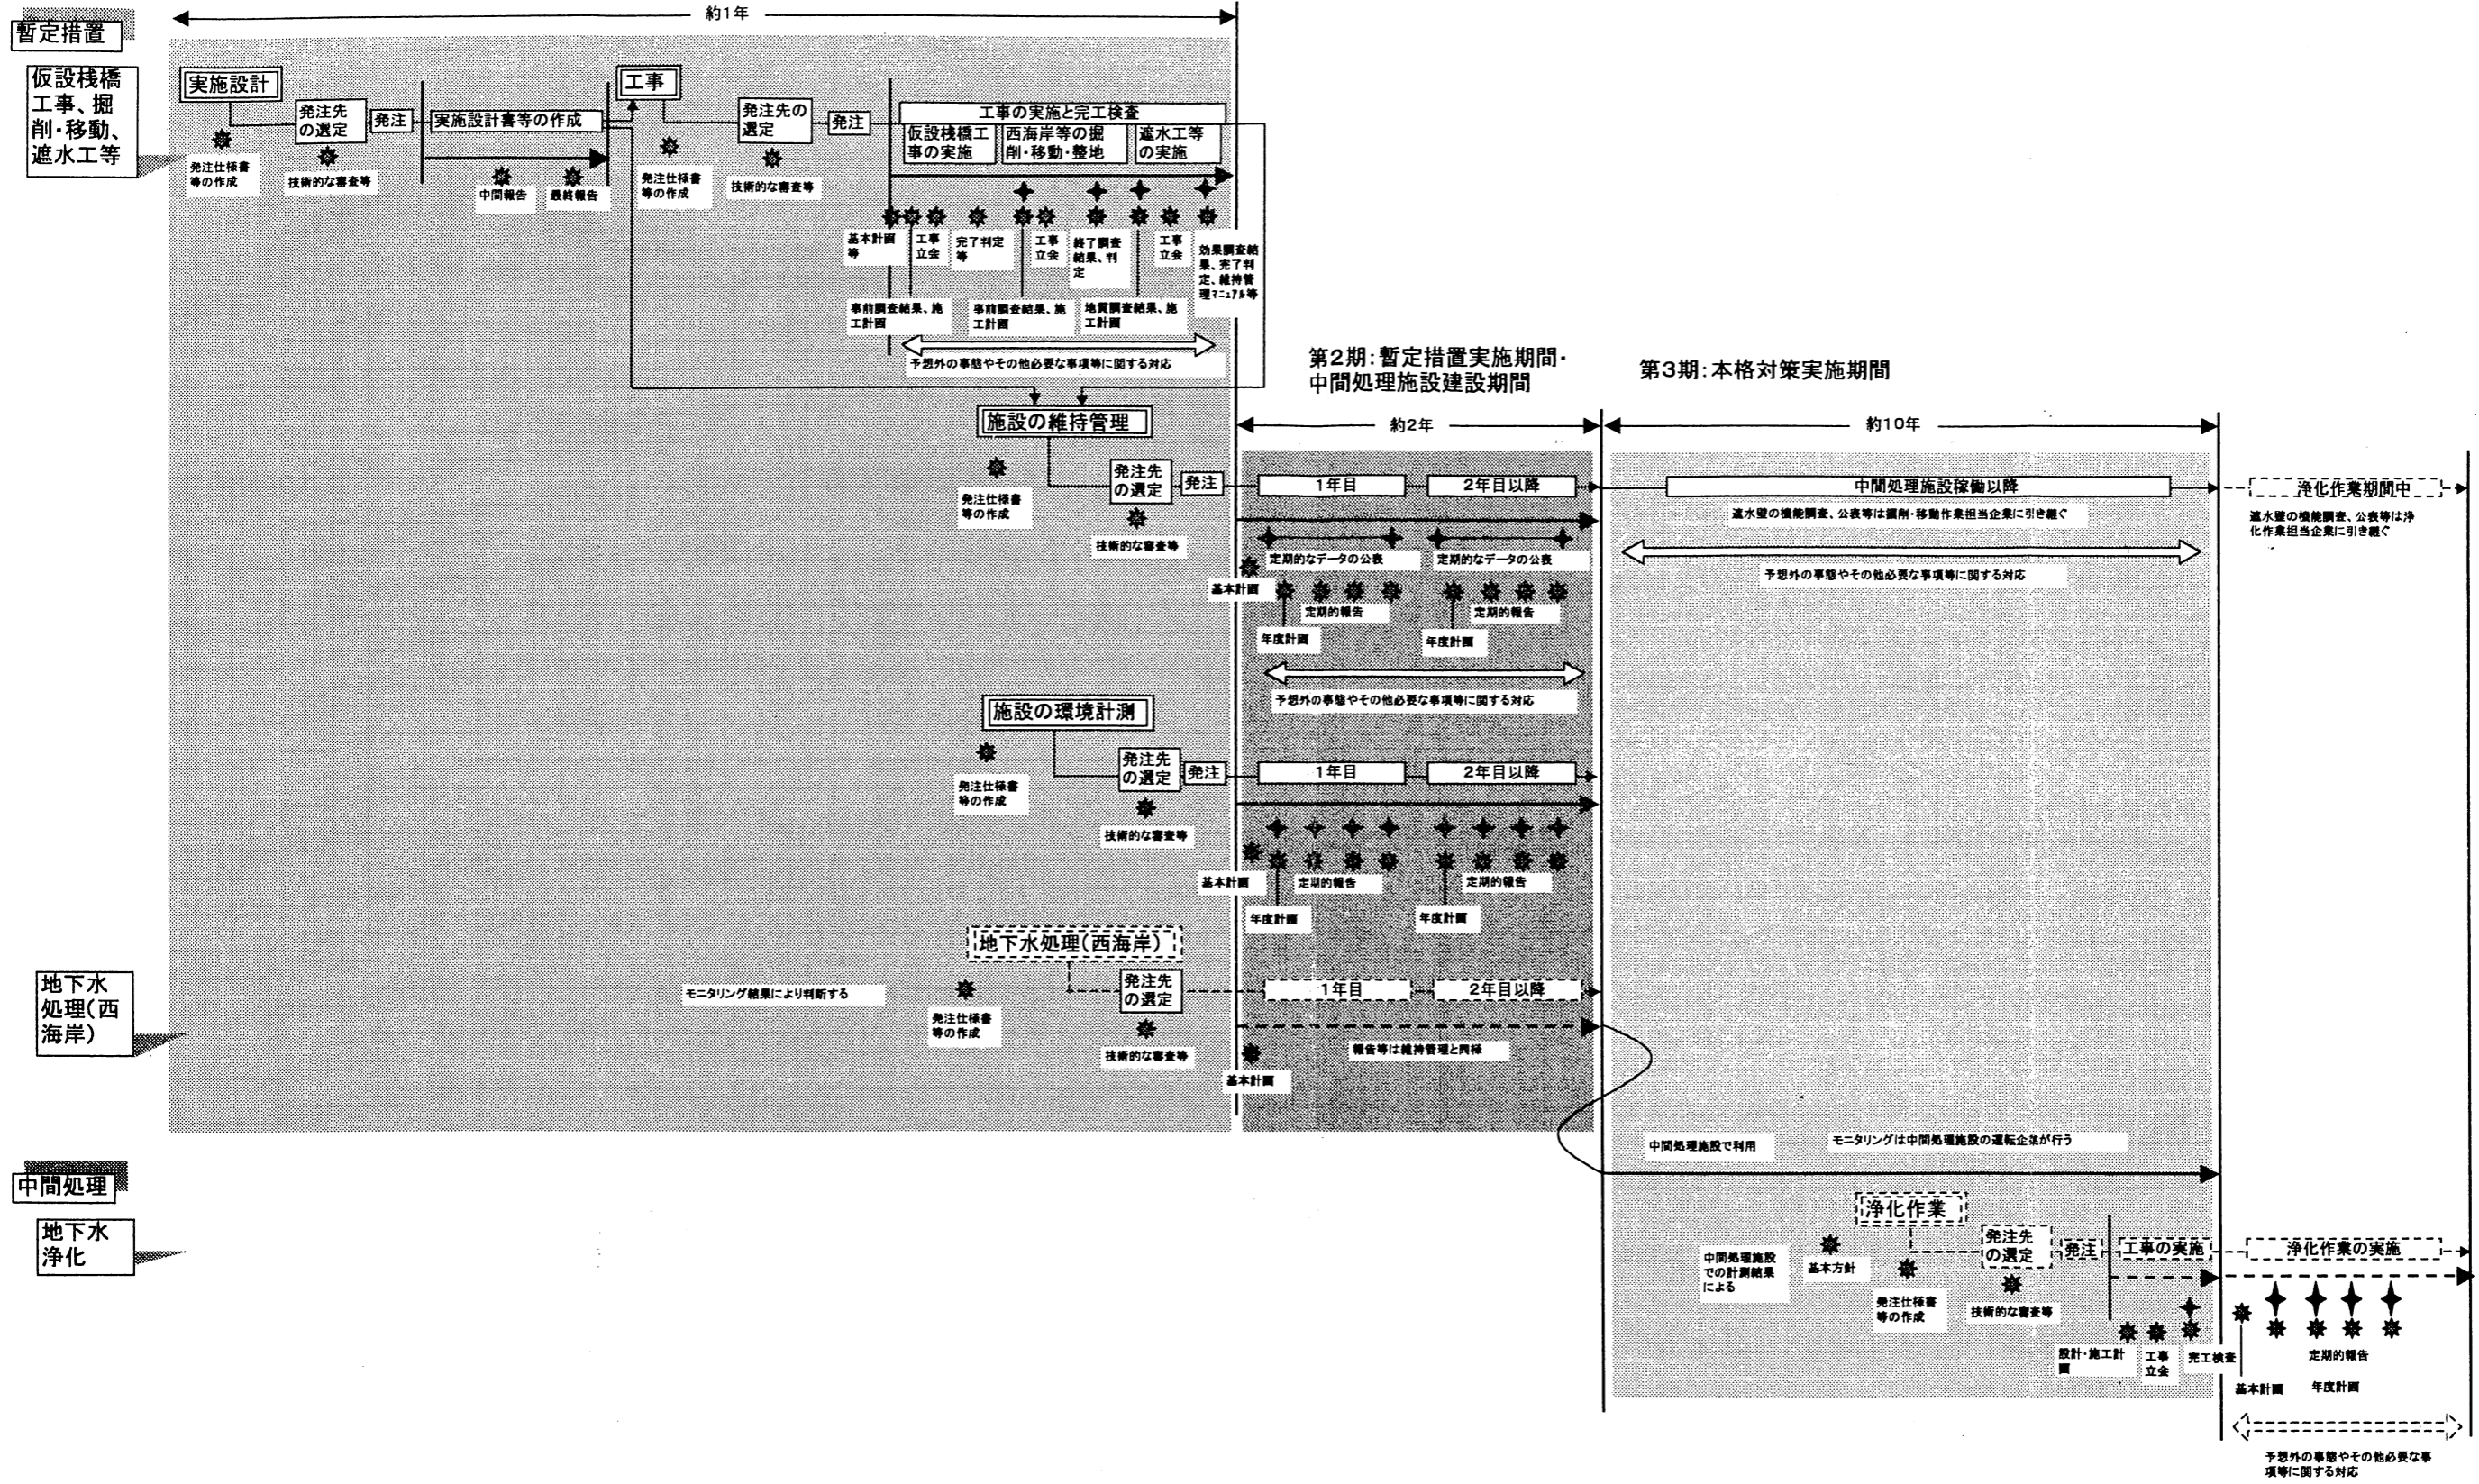 約1年
暫定措置
仮設桟橋
工事、掘
削・移動、
遮水工等
実施設計
発注先
の選定
発注
実施設計書等の作成
工事
発注先の
選定
発注
工事の実施と完工検査
仮設桟橋工
事の実施
西海岸等の掘
削・移動・整地
遮水工等
の実施
発注仕様書
等の作成
技術的な審査等
中間報告
最終報告
発注仕様書
等の作成
技術的な審査等
基本計画
等
工事
立会
完了判定
等
工事
立会
終了調査
結果、判
定
工事
立会
効果調査結
果、完了判
定、維持管
理マニュアル等
事前調査結果、施
工計画
事前調査結果、施
工計画
地質調査結果、施
工計画
予想外の事態やその他必要な事項等に関する対応
第2期:暫定措置実施期間・
中間処理施設建設期間
第3期:本格対策実施期間
約2年
約10年
施設の維持管理
発注仕様書
等の作成
発注先
の選定
発注
技術的な審査等
1年目
2年目以降
中間処理施設稼働以降
浄化作業期間中
遮水壁の機能調査、公表等は掘削・移動作業担当企業に引き継ぐ
遮水壁の機能調査、公表等は浄
化作業担当企業に引き継ぐ
定期的なデータの公表
定期的なデータの公表
予想外の事態やその他必要な事項等に関する対応
基本計画
定期的報告
定期的報告
年度計画
年度計画
予想外の事態やその他必要な事項等に関する対応
施設の環境計測
発注仕様書
等の作成
発注先
の選定
発注
技術的な審査等
1年目
2年目以降
基本計画
定期的報告
定期的報告
年度計画
年度計画
地下水処理(西海岸)
地下水
処理(西
海岸)
モニタリング結果により判断する
発注仕様書
等の作成
発注先
の選定
技術的な審査等
1年目
2年目以降
報告等は維持管理と同様
基本計画
中間処理施設で利用
モニタリングは中間処理施設の運転企業が行う
中間処理
地下水
浄化
浄化作業
中間処理施設
での計測結果
による
基本方針
発注仕様書
等の作成
発注先
の選定
発注
技術的な審査等
工事の実施
浄化作業の実施
設計・施工計
画
工事
立会
完工検査
定期的報告
基本計画
年度計画
予想外の事態やその他必要な事
項等に関する対応